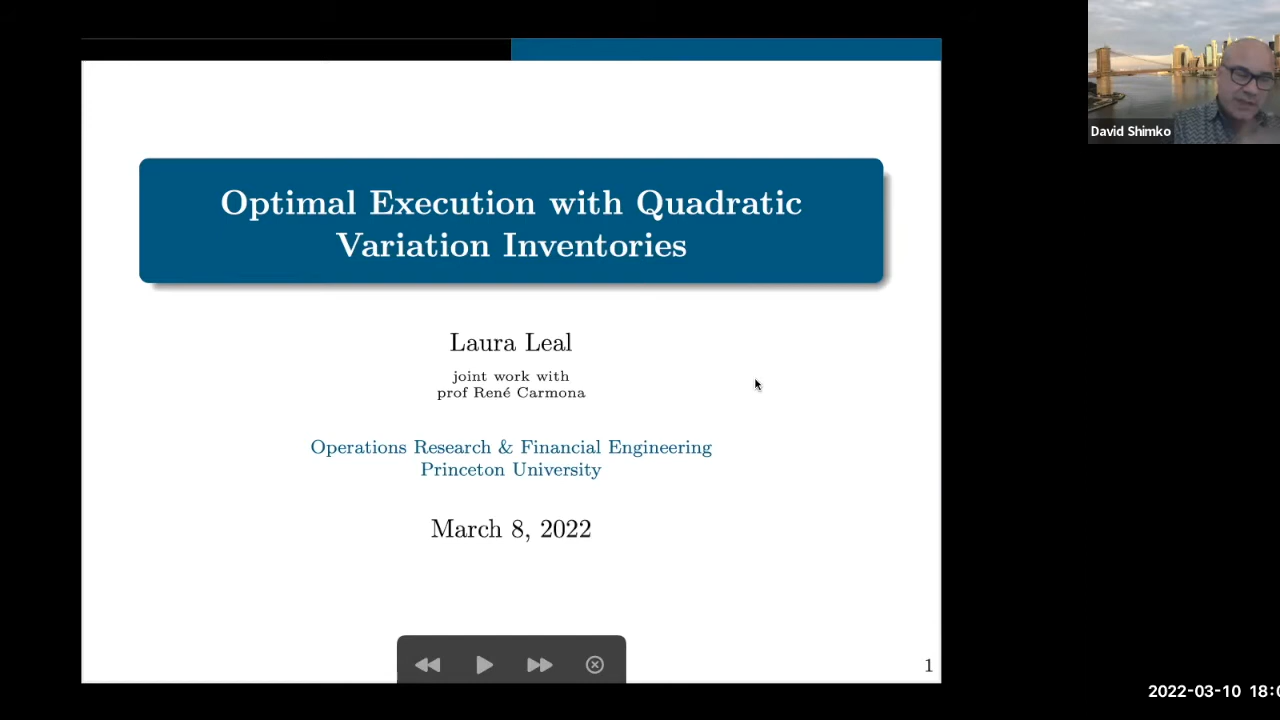 Optimal Execution with Quadratic
Variation Inventories
Laura Leal
joint work with
prof René Carmona
Operations Research & Financial Engineering
Princeton University
March 8, 2022
1
David Shimko
2022-03-10 18:0